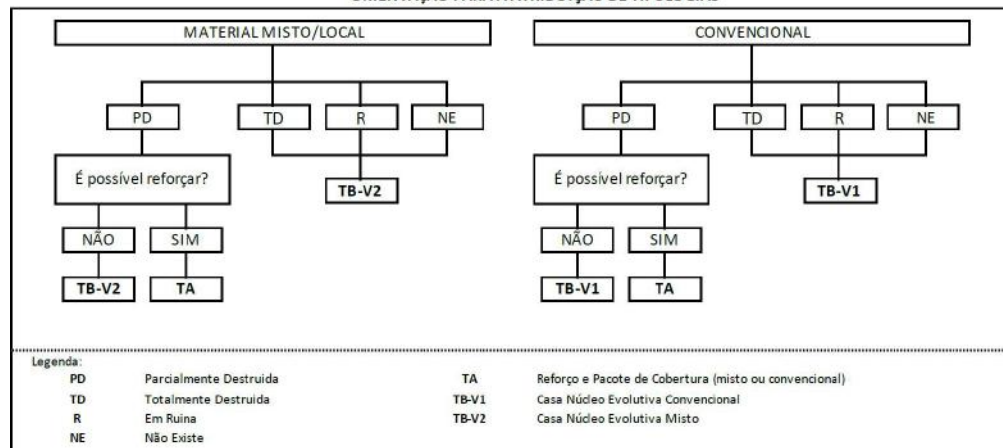 MATERIAL MISTO/LOCAL
PD
TD
R
NE
É possível reforçar?
TB-V2
NÃO
SIM
TB-V2
TA
CONVENCIONAL
PD
TD
R
NE
É possível reforçar?
TB-V1
NÃO
SIM
TB-V1
TA
Legenda:
PD Parcialmente Destruida
TD Totalmente Destruida
R Em Ruina
NE Não Existe
TA Reforço e Pacote de Cobertura (misto ou convencional)
TB-V1 Casa Núcleo Evolutiva Convencional
TB-V2 Casa Núcleo Evolutiva Misto